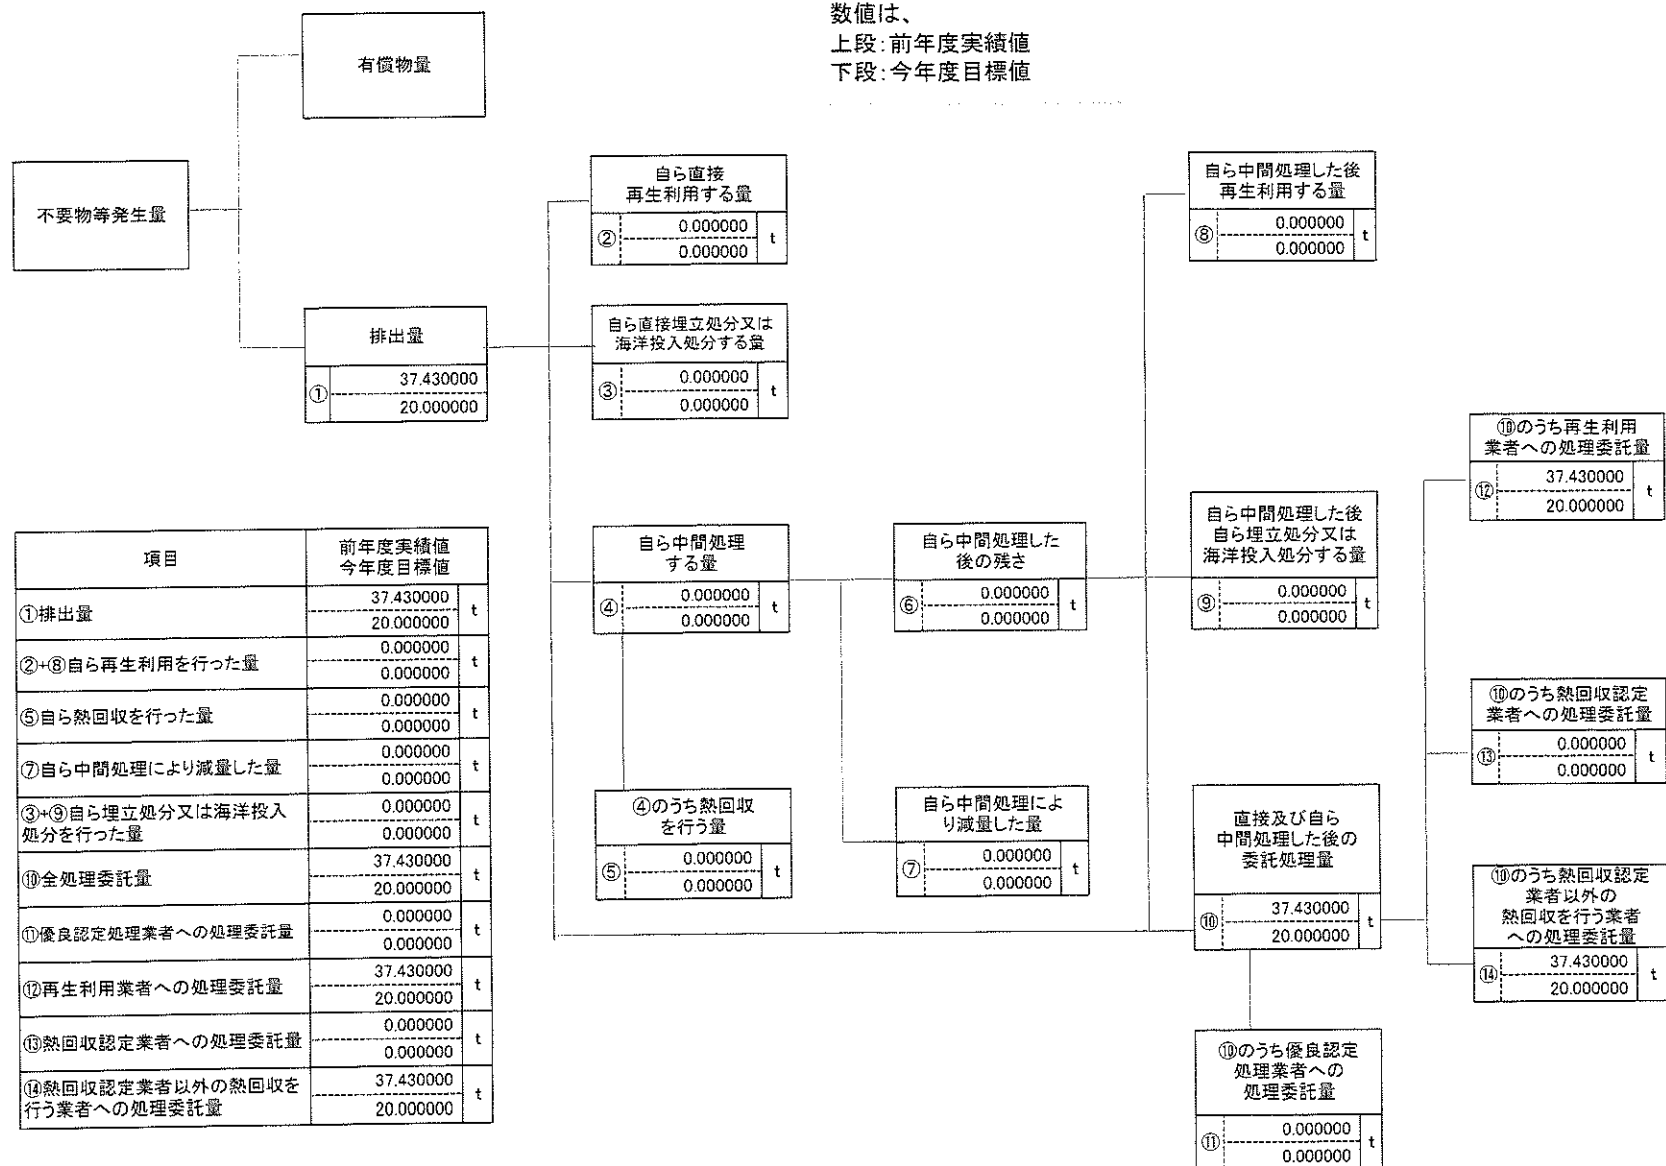 数値は、
上段:前年度実績値
下段:今年度目標値
有償物量
不要物等発生量
排出量
①
37.430000
20.000000
自ら直接
再生利用する量
②
0.000000
0.000000
t
自ら直接埋立処分又は
海洋投入処分する量
③
0.000000
0.000000
t
自ら中間処理
する量
④
0.000000
0.000000
t
④のうち熱回収
を行う量
⑤
0.000000
0.000000
t
自ら中間処理した
後の残さ
⑥
0.000000
0.000000
t
自ら中間処理によ
り減量した量
⑦
0.000000
0.000000
t
自ら中間処理した後
再生利用する量
⑧
0.000000
0.000000
t
自ら中間処理した後
自ら埋立処分又は
海洋投入処分する量
⑨
0.000000
0.000000
t
直接及び自ら
中間処理した後の
委託処理量
⑩
37.430000
20.000000
t
⑩のうち優良認定
処理業者への
処理委託量
⑪
0.000000
0.000000
t
⑩のうち再生利用
業者への処理委託量
⑫
37.430000
20.000000
t
⑩のうち熱回収認定
業者への処理委託量
⑬
0.000000
0.000000
t
⑩のうち熱回収認定
業者以外の
熱回収を行う業者
への処理委託量
⑭
37.430000
20.000000
t
項目
前年度実績値
今年度目標値
①排出量
37.430000
20.000000
t
②+⑧自ら再生利用を行った量
0.000000
0.000000
t
⑤自ら熱回収を行った量
0.000000
0.000000
t
⑦自ら中間処理により減量した量
0.000000
0.000000
t
③+⑨自ら埋立処分又は海洋投入
処分を行った量
0.000000
0.000000
t
⑩全処理委託量
37.430000
20.000000
t
⑪優良認定処理業者への処理委託量
0.000000
0.000000
t
⑫再生利用業者への処理委託量
37.430000
20.000000
t
⑬熱回収認定業者への処理委託量
0.000000
0.000000
t
⑭熱回収認定業者以外の熱回収を
行う業者への処理委託量
37.430000
20.000000
t